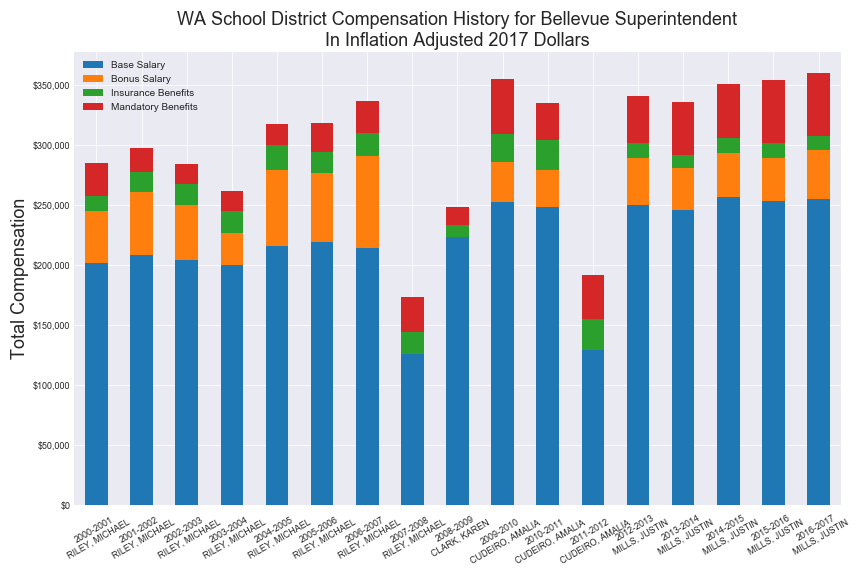 WA School District Compensation History for Bellevue Superintendent
In Inflation Adjusted 2017 Dollars
Base Salary
Bonus Salary
Insurance Benefits
Mandatory Benefits
Total Compensation
$350,000
$300,000
$250,000
$200,000
$150,000
$100,000
$50,000
$0
2000-2001
RILEY, MICHAEL
2001-2002
RILEY, MICHAEL
2002-2003
RILEY, MICHAEL
2003-2004
RILEY, MICHAEL
2004-2005
RILEY, MICHAEL
2005-2006
RILEY, MICHAEL
2006-2007
RILEY, MICHAEL
2007-2008
RILEY, MICHAEL
2008-2009
CLARK, KAREN
2009-2010
CUDEIRO, AMALIA
2010-2011
CUDEIRO, AMALIA
2011-2012
CUDEIRO, AMALIA
2012-2013
MILLS, JUSTIN
2013-2014
MILLS, JUSTIN
2014-2015
MILLS, JUSTIN
2015-2016
MILLS, JUSTIN
2016-2017
MILLS, JUSTIN